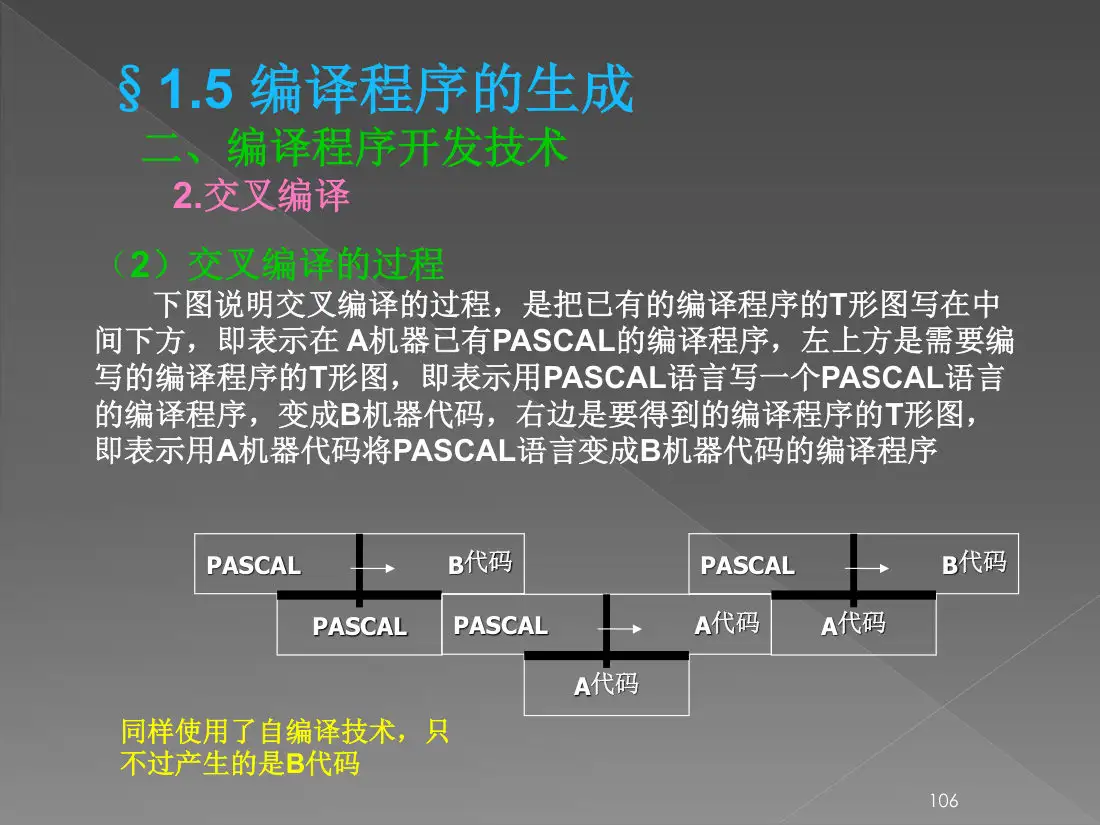 §1.5 编译程序的生成
二、编译程序开发技术
2.交叉编译
（2）交叉编译的过程
下图说明交叉编译的过程，是把已有的编译程序的T形图写在中
间下方，即表示在 A机器已有PASCAL的编译程序，左上方是需要编
写的编译程序的T形图，即表示用PASCAL语言写一个PASCAL语言
的编译程序，变成B机器代码，右边是要得到的编译程序的T形图，
即表示用A机器代码将PASCAL语言变成B机器代码的编译程序
PASCAL B代码 PASCAL B代码
PASCAL PASCAL A代码 A代码
A代码
同样使用了自编译技术，只
不过产生的是B代码
106